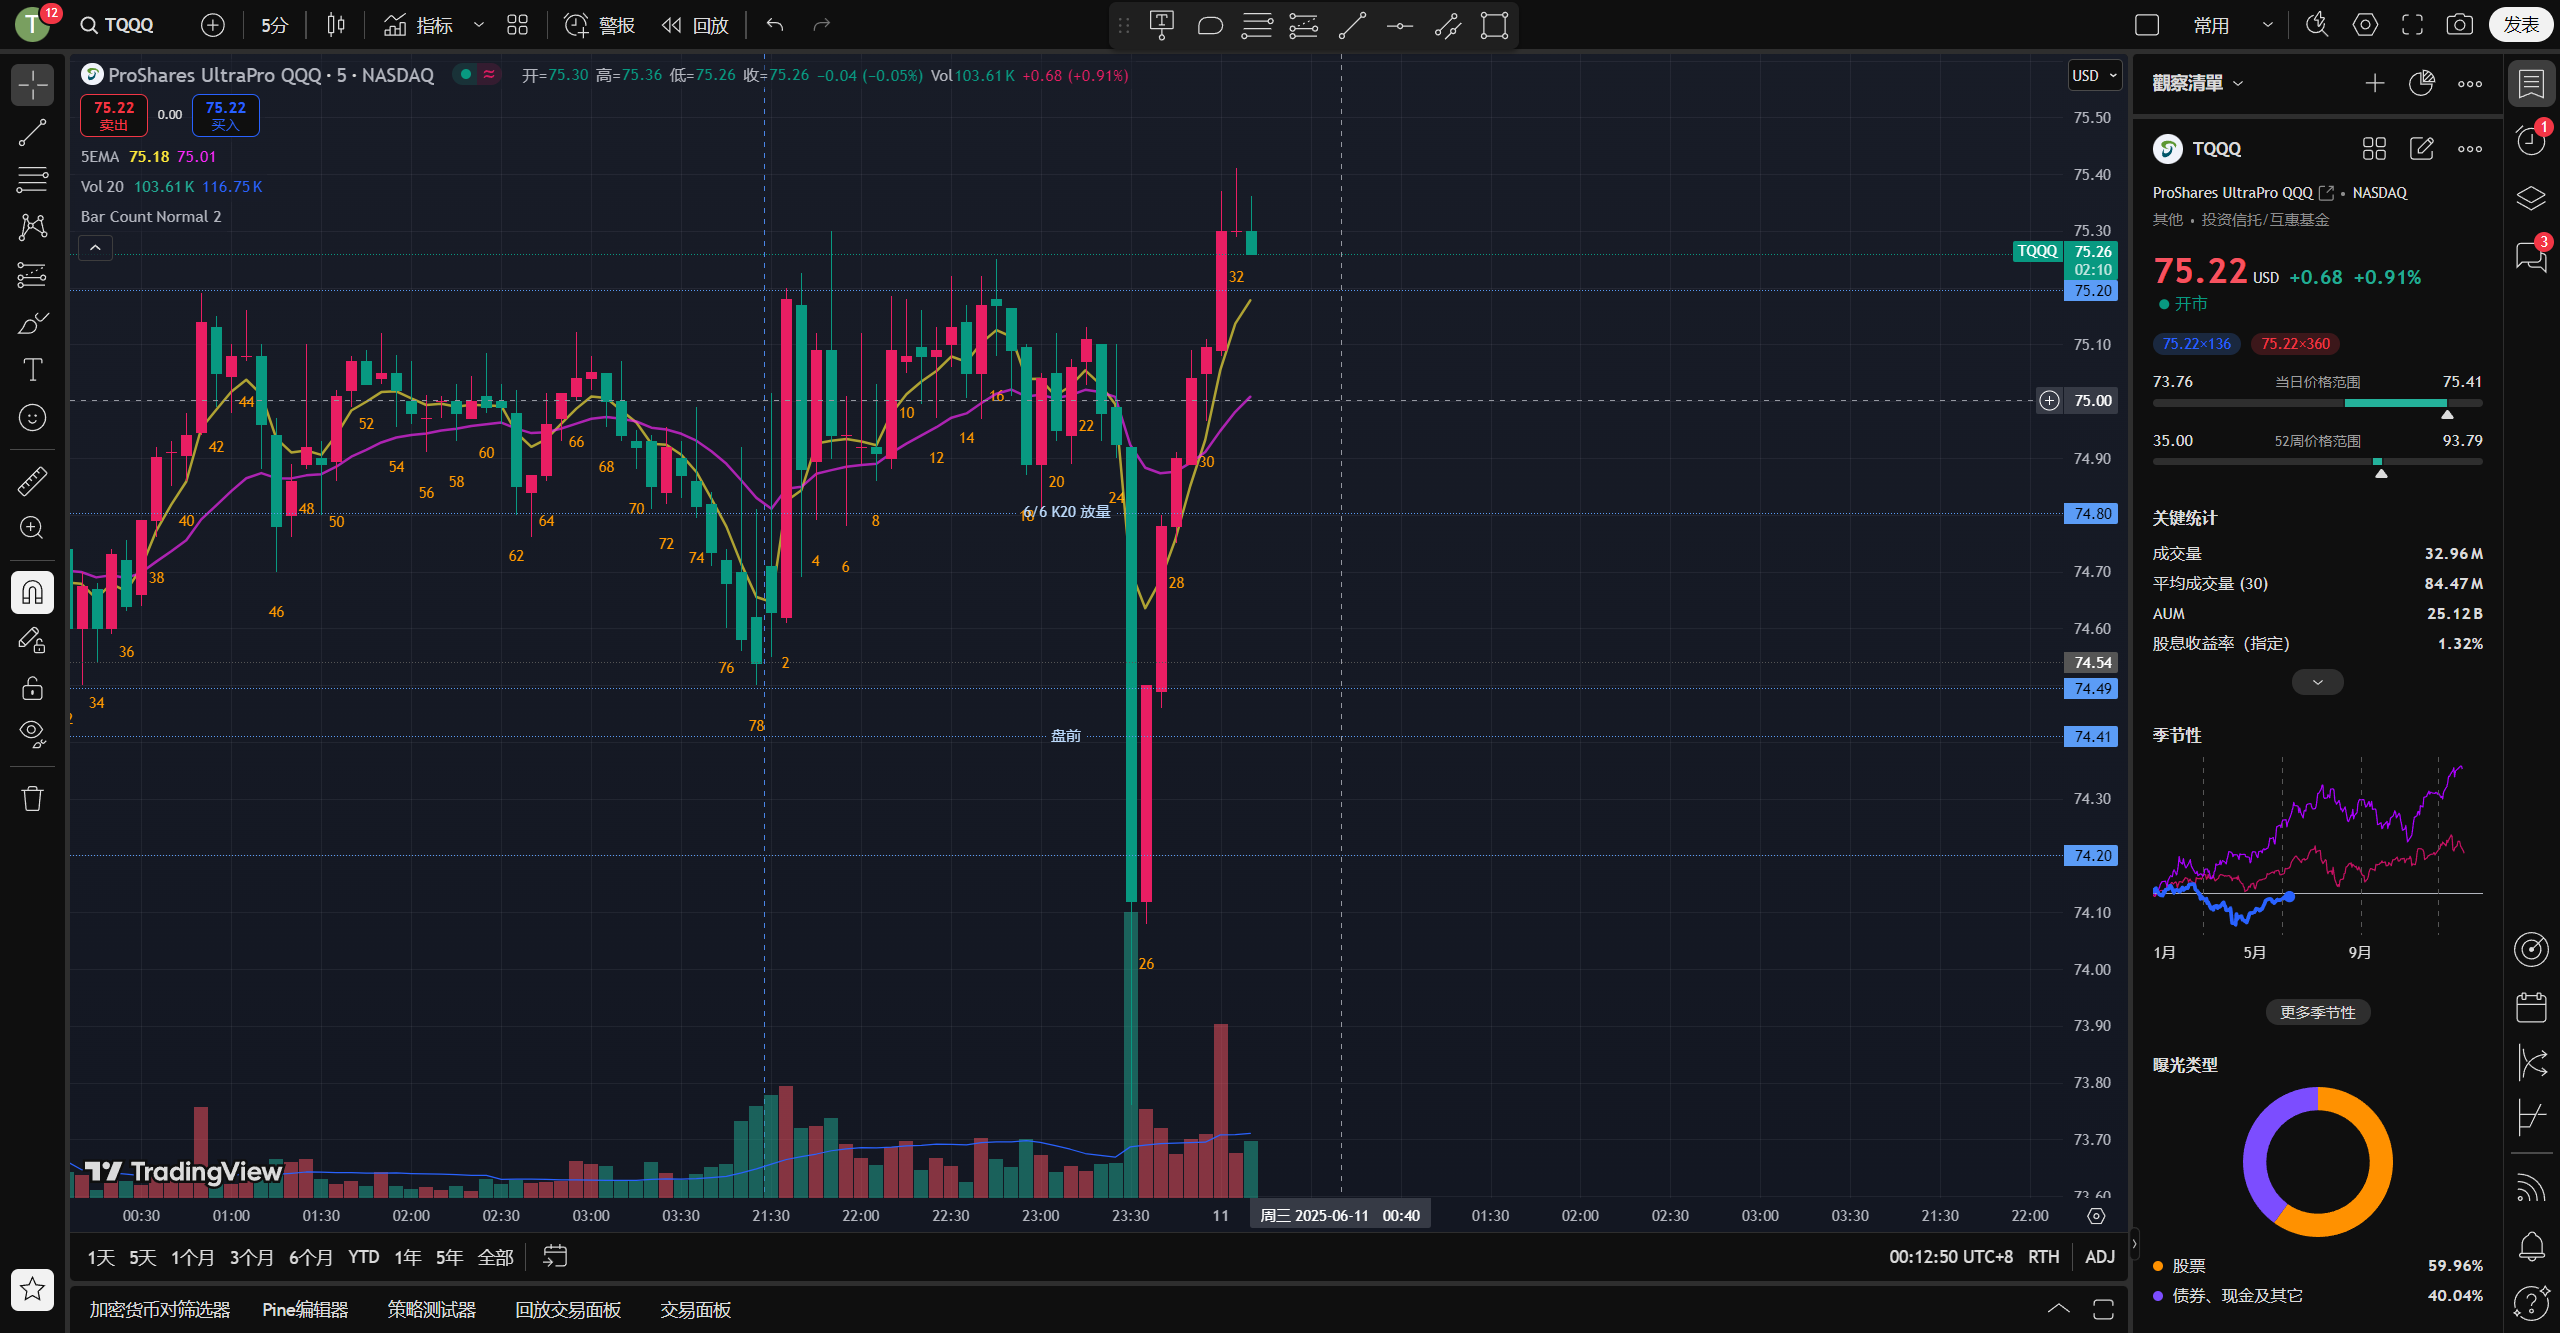 T 12 TQQQ 5分 指标 警报 回放 常用 发表
ProShares UltraPro QQQ · 5 · NASDAQ 开=75.30 高=75.36 低=75.26 收=75.26 −0.04 (−0.05%) Vol103.61K +0.68 (+0.91%)
75.22 卖出 0.00 75.22 买入
5EMA 75.18 75.01
Vol 20 103.61K 116.75K
Bar Count Normal 2
USD
75.50
75.40
75.30
TQQQ 75.26
02:10
75.20
75.10
75.00
74.90
74.80
74.70
74.60
74.54
74.49
74.41
74.30
74.20
74.10
74.00
73.90
73.80
73.70
73.60
34
36
38
40
42
44
46
48
50
52
54
56
58
60
62
64
66
68
70
72
74
76
78
2
4
6
8
10
12
14
16
20
22
24
26
28
30
32
6/6 K20 放量
盘前
TradingView
00:30 01:00 01:30 02:00 02:30 03:00 03:30 21:30 22:00 22:30 23:00 23:30 11 周三 2025-06-11 00:40 01:30 02:00 02:30 03:00 03:30 21:30 22:00
1天 5天 1个月 3个月 6个月 YTD 1年 5年 全部 00:12:50 UTC+8 RTH ADJ
加密货币对筛选器 Pine编辑器 策略测试器 回放交易面板 交易面板
觀察清單
TQQQ
ProShares UltraPro QQQ • NASDAQ
其他 • 投资信托/互惠基金
75.22 USD +0.68 +0.91%
开市
75.22×136 75.22×360
73.76 当日价格范围 75.41
35.00 52周价格范围 93.79
关键统计
成交量 32.96M
平均成交量 (30) 84.47M
AUM 25.12B
股息收益率（指定） 1.32%
季节性
1月 5月 9月
更多季节性
曝光类型
股票 59.96%
债券、现金及其它 40.04%
1
3